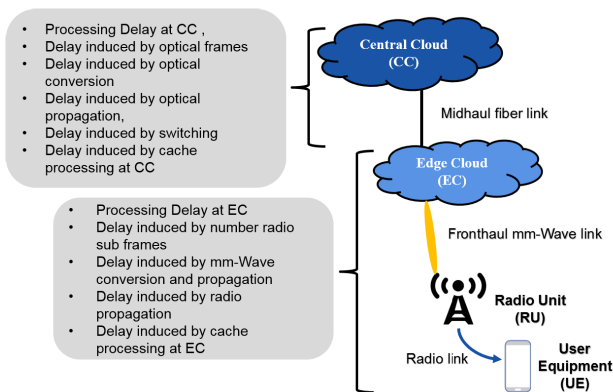 • Processing Delay at CC ,
• Delay induced by optical frames
• Delay induced by optical
conversion
• Delay induced by optical
propagation,
• Delay induced by switching
• Delay induced by cache
processing at CC
Central Cloud
(CC)
Midhaul fiber link
Edge Cloud
(EC)
• Processing Delay at EC
• Delay induced by number radio
sub frames
• Delay induced by mm-Wave
conversion and propagation
• Delay induced by radio
propagation
• Delay induced by cache
processing at EC
Fronthaul mm-Wave link
Radio Unit
(RU)
Radio link
User
Equipment
(UE)